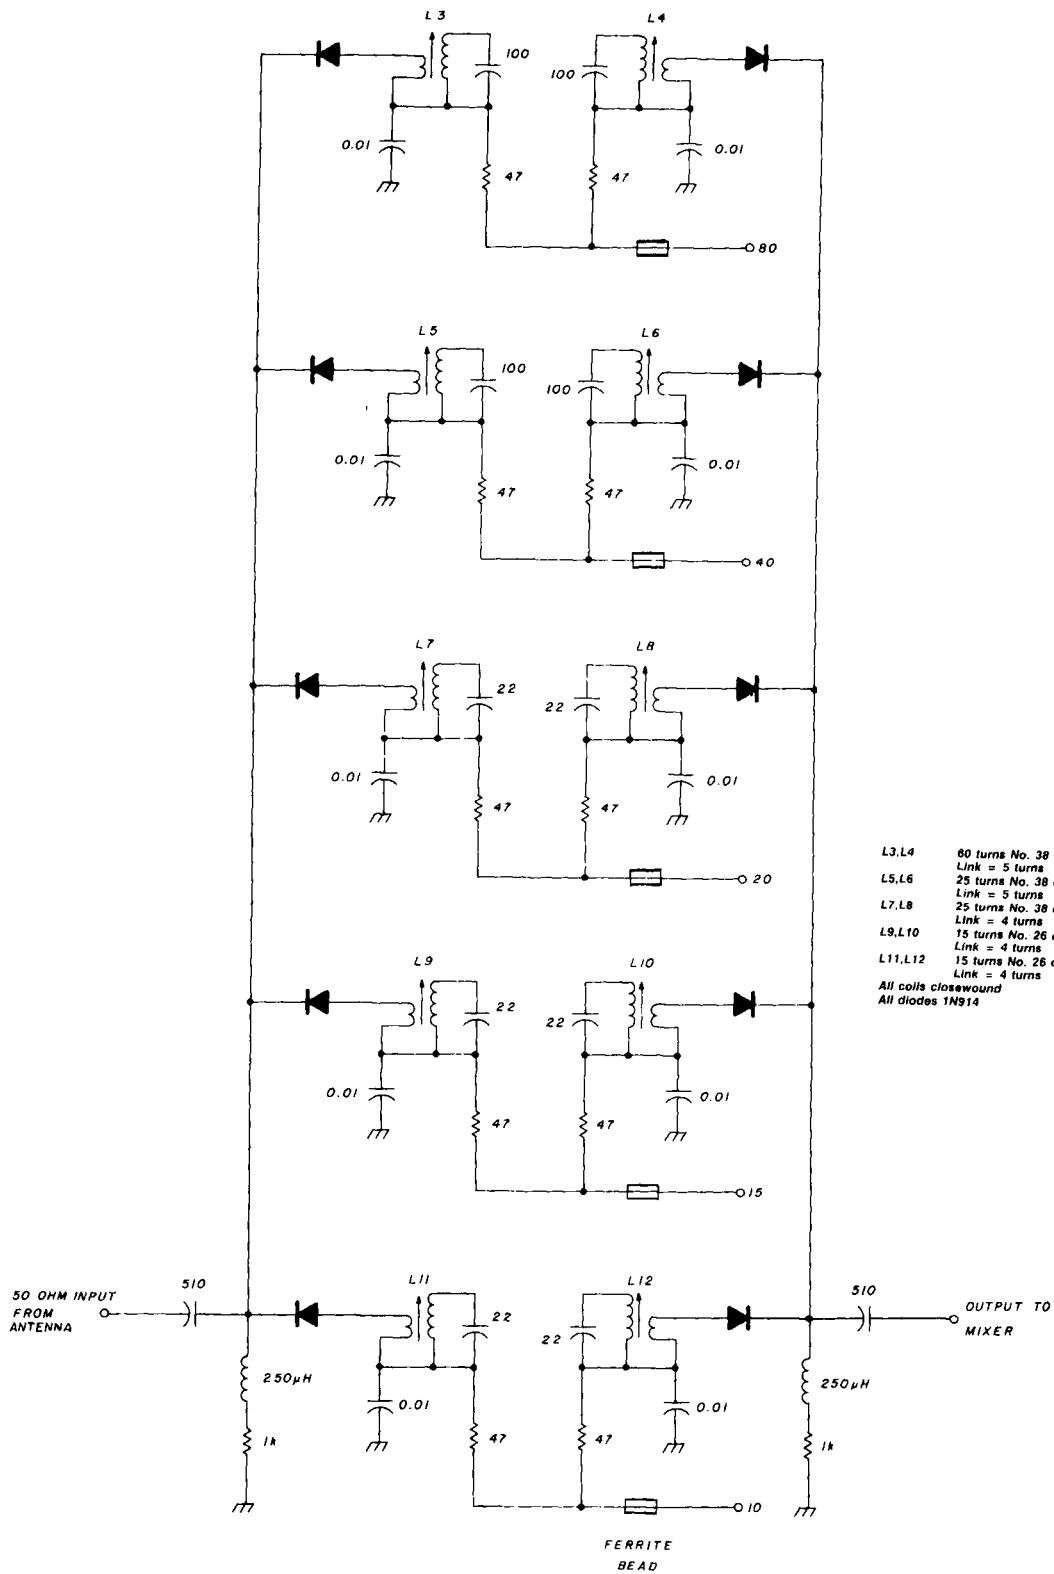 L3
L4
100
100
0.01
0.01
47
47
80
L5
L6
100
100
0.01
0.01
47
47
40
L7
L8
22
22
0.01
0.01
47
47
20
L3,L4 60 turns No. 38
Link = 5 turns
L5,L6 25 turns No. 38
Link = 5 turns
L7,L8 25 turns No. 38
Link = 4 turns
L9,L10 15 turns No. 26
Link = 4 turns
L11,L12 15 turns No. 26
Link = 4 turns
All coils closewound
All diodes 1N914
L9
L10
22
22
0.01
0.01
47
47
15
L11
L12
510
510
50 OHM INPUT
FROM
ANTENNA
22
22
OUTPUT TO
MIXER
250µH
250µH
0.01
0.01
1k
47
47
1k
10
FERRITE
BEAD